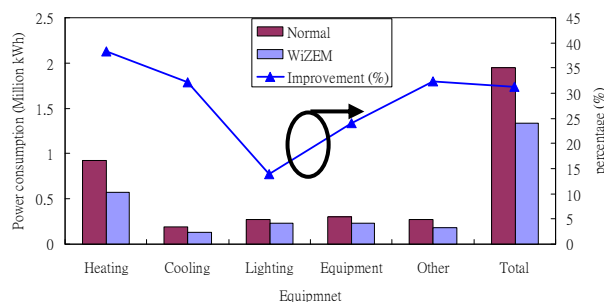 Power consumption (Million kWh)
2.5
2
1.5
1
0.5
0
Normal
WiZEM
Improvement (%)
45
40
35
30
25
20
15
10
5
0
percentage (%)
Heating
Cooling
Lighting
Equipment
Other
Total
Equipmnet